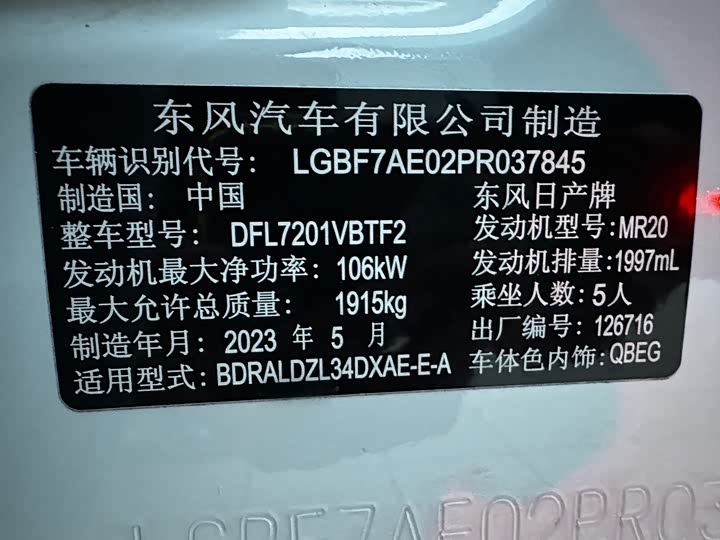 东风汽车有限公司制造
车辆识别代号： LGBF7AE02PR037845
制造国： 中国 东风日产牌
整车型号： DFL7201VBTF2 发动机型号:MR20
发动机最大净功率： 106kW 发动机排量:1997mL
最大允许总质量： 1915kg 乘坐人数:5人
制造年月: 2023 年 5 月 出厂编号: 126716
适用型式: BDRALDZL34DXAE-E-A 车体色内饰:QBEG
LGBF7AE02PR03